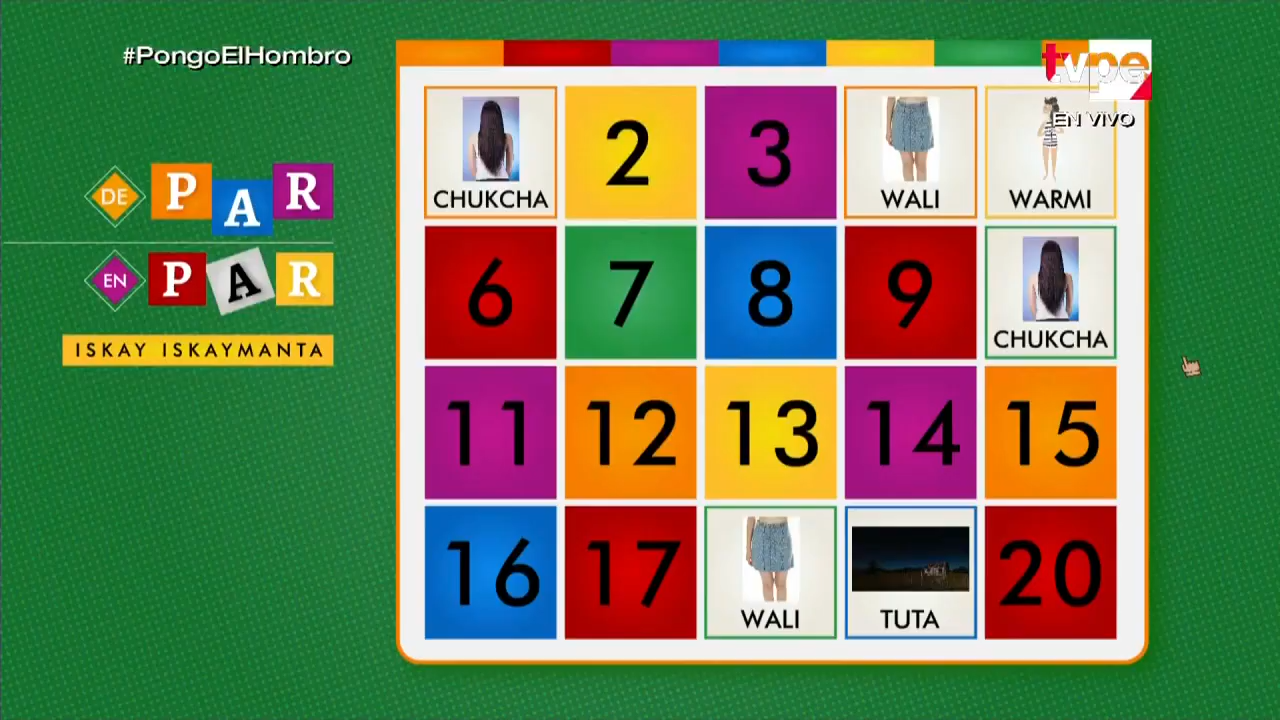 #PongoElHombro
tvpe
EN VIVO
DE PAR
EN PAR
ISKAY ISKAYMANTA
CHUKCHA
2
3
WALI
WARMI
6
7
8
9
CHUKCHA
11
12
13
14
15
16
17
WALI
TUTA
20